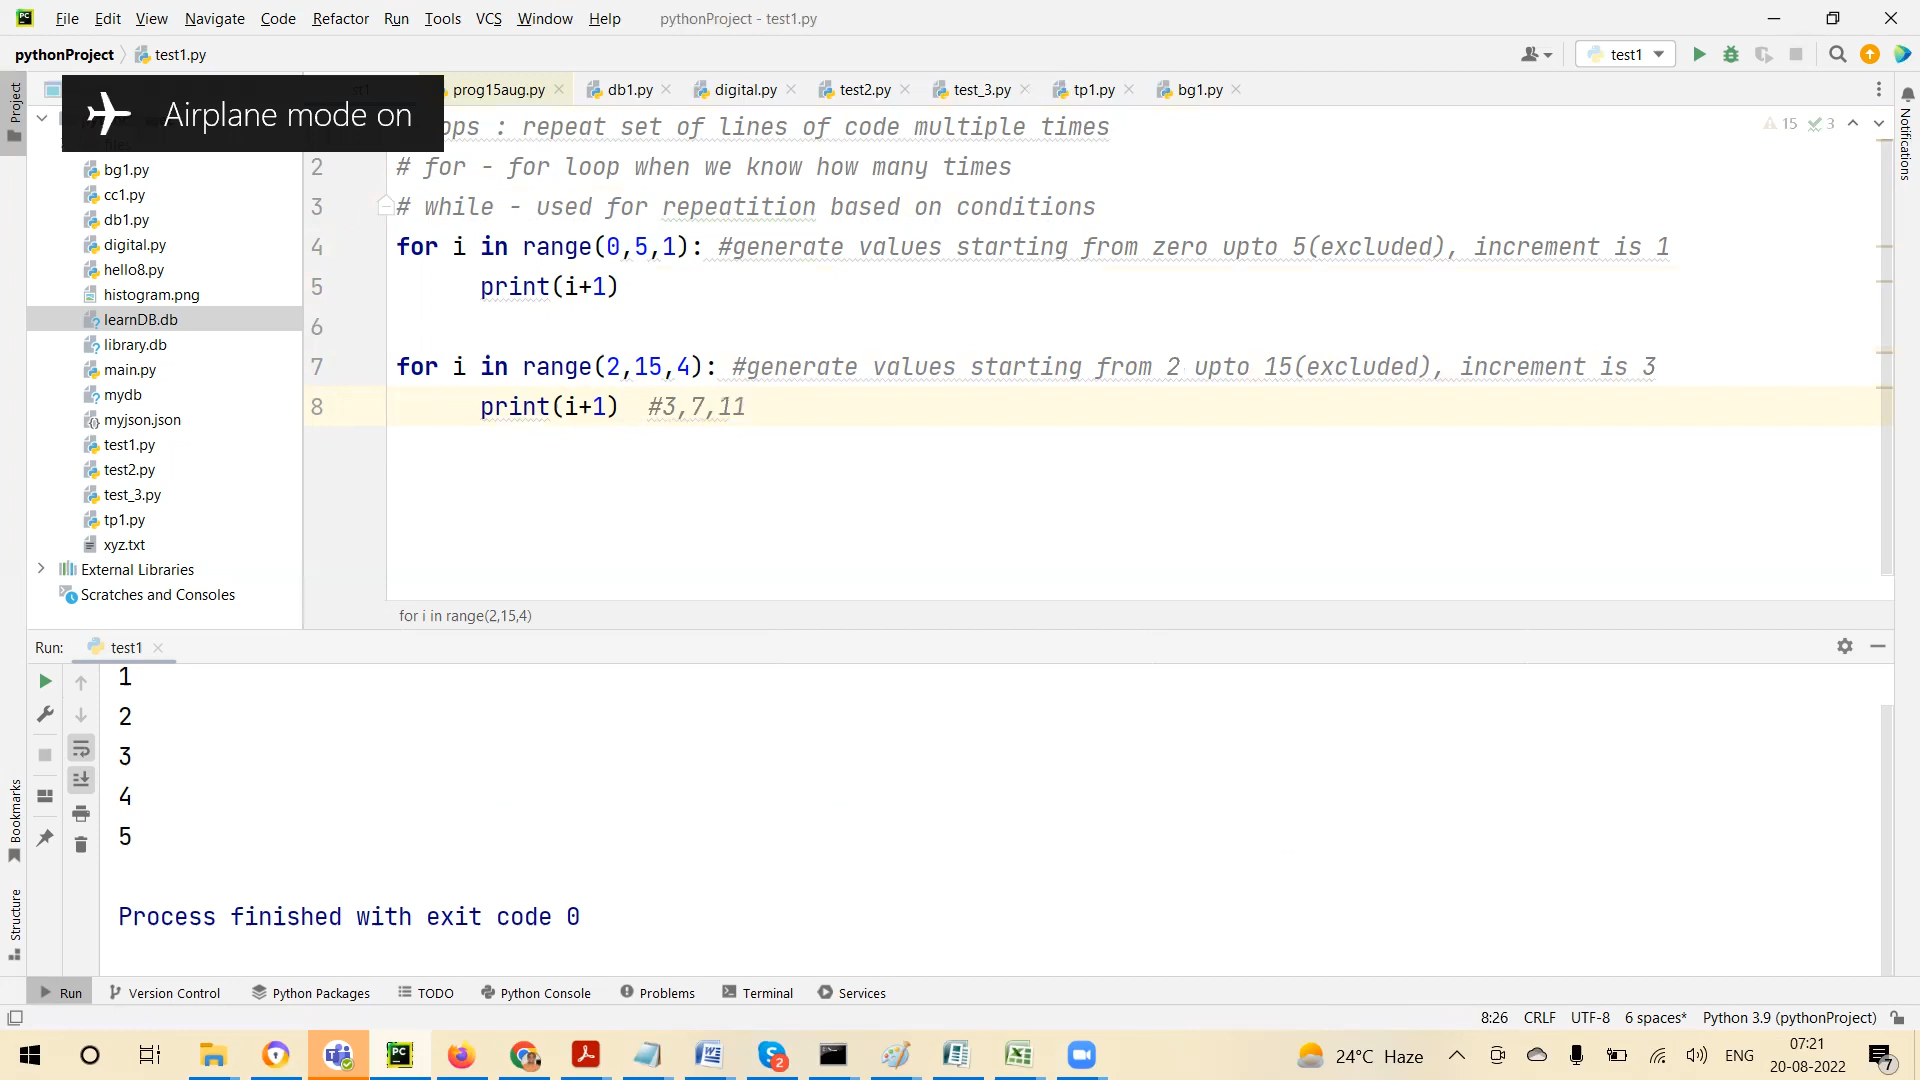 File Edit View Navigate Code Refactor Run Tools VCS Window Help pythonProject - test1.py
pythonProject test1.py
test1
Airplane mode on
prog15aug.py db1.py digital.py test2.py test_3.py tp1.py bg1.py
Project
Notifications
15 3
ops : repeat set of lines of code multiple times
2 # for - for loop when we know how many times
3 # while - used for repeatition based on conditions
4 for i in range(0,5,1): #generate values starting from zero upto 5(excluded), increment is 1
5 print(i+1)
6
7 for i in range(2,15,4): #generate values starting from 2 upto 15(excluded), increment is 3
8 print(i+1) #3,7,11
for i in range(2,15,4)
bg1.py
cc1.py
db1.py
digital.py
hello8.py
histogram.png
learnDB.db
library.db
main.py
mydb
myjson.json
test1.py
test2.py
test_3.py
tp1.py
xyz.txt
External Libraries
Scratches and Consoles
Run: test1
1
2
3
4
5
Process finished with exit code 0
Bookmarks
Structure
Run Version Control Python Packages TODO Python Console Problems Terminal Services
8:26 CRLF UTF-8 6 spaces* Python 3.9 (pythonProject)
24°C Haze ENG 07:21
20-08-2022
2
7